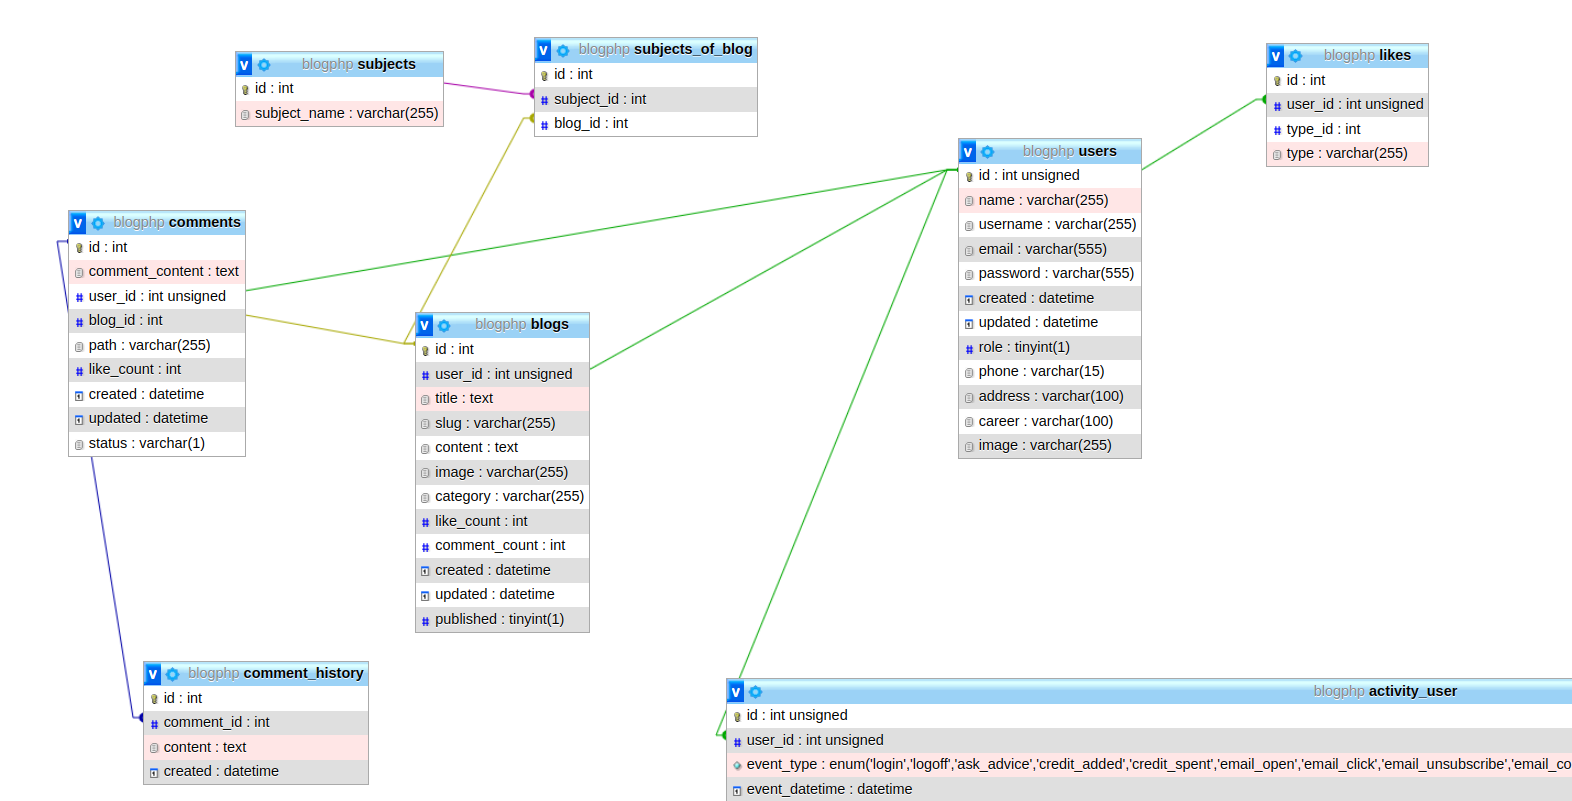 blogphp subjects
id : int
subject_name : varchar(255)
blogphp subjects_of_blog
id : int
subject_id : int
blog_id : int
blogphp likes
id : int
user_id : int unsigned
type_id : int
type : varchar(255)
blogphp users
id : int unsigned
name : varchar(255)
username : varchar(255)
email : varchar(555)
password : varchar(555)
created : datetime
updated : datetime
role : tinyint(1)
phone : varchar(15)
address : varchar(100)
career : varchar(100)
image : varchar(255)
blogphp comments
id : int
comment_content : text
user_id : int unsigned
blog_id : int
path : varchar(255)
like_count : int
created : datetime
updated : datetime
status : varchar(1)
blogphp blogs
id : int
user_id : int unsigned
title : text
slug : varchar(255)
content : text
image : varchar(255)
category : varchar(255)
like_count : int
comment_count : int
created : datetime
updated : datetime
published : tinyint(1)
blogphp comment_history
id : int
comment_id : int
content : text
created : datetime
blogphp activity_user
id : int unsigned
user_id : int unsigned
event_type : enum('login','logoff','ask_advice','credit_added','credit_spent','email_open','email_click','email_unsubscribe','email_co
event_datetime : datetime